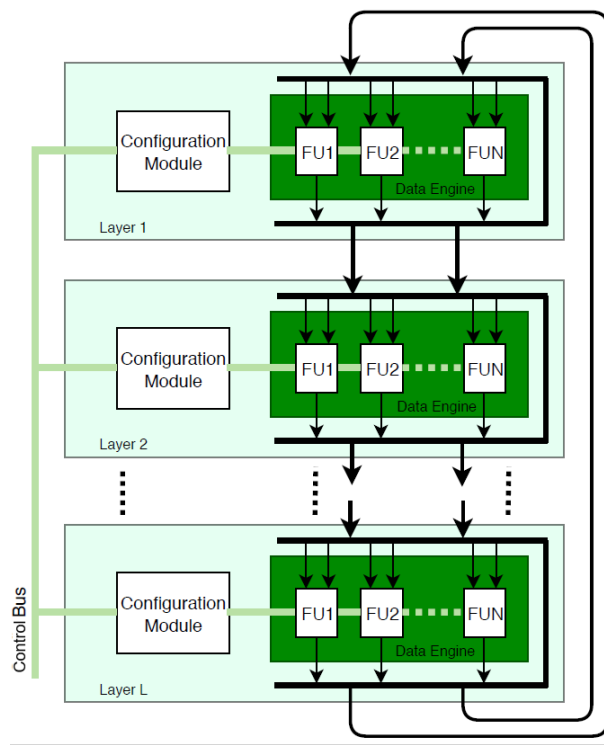 Configuration
Module
FU1
FU2
FUN
Data Engine
Layer 1
Configuration
Module
FU1
FU2
FUN
Data Engine
Layer 2
Configuration
Module
FU1
FU2
FUN
Data Engine
Layer L
Control Bus